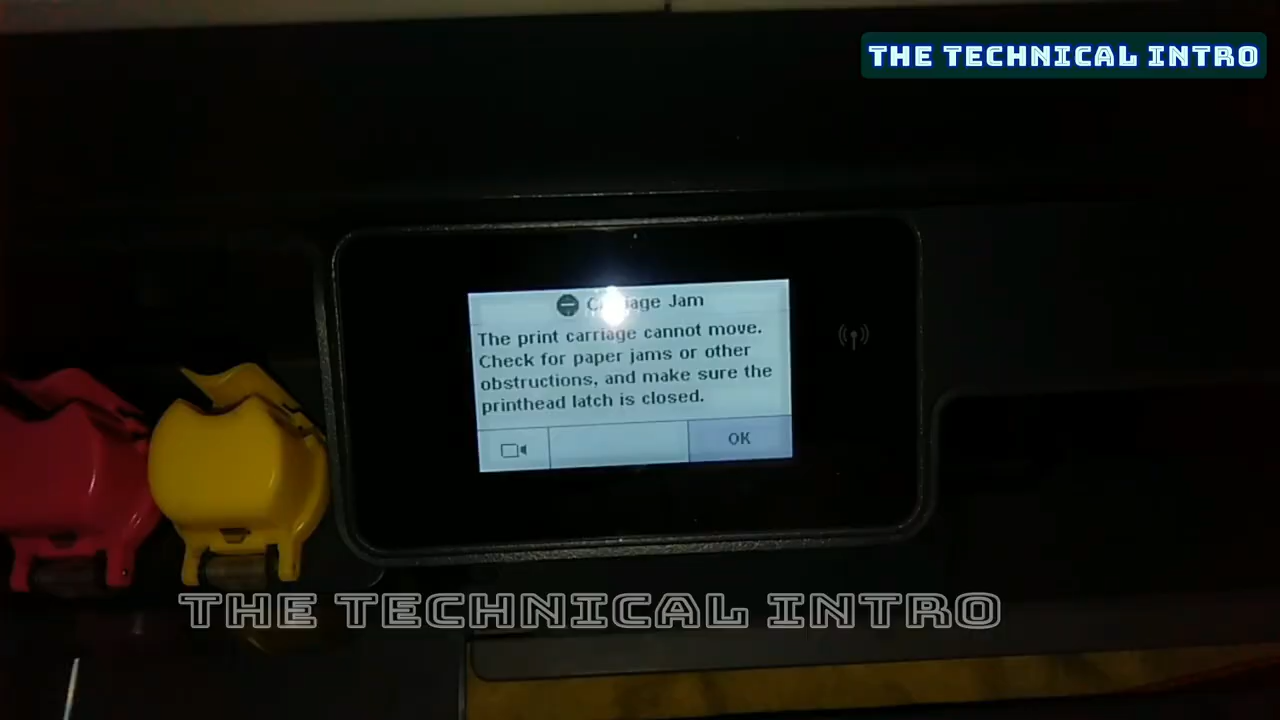 THE TECHNICAL INTRO
Carriage Jam
The print carriage cannot move.
Check for paper jams or other
obstructions, and make sure the
printhead latch is closed.
OK
THE TECHNICAL INTRO